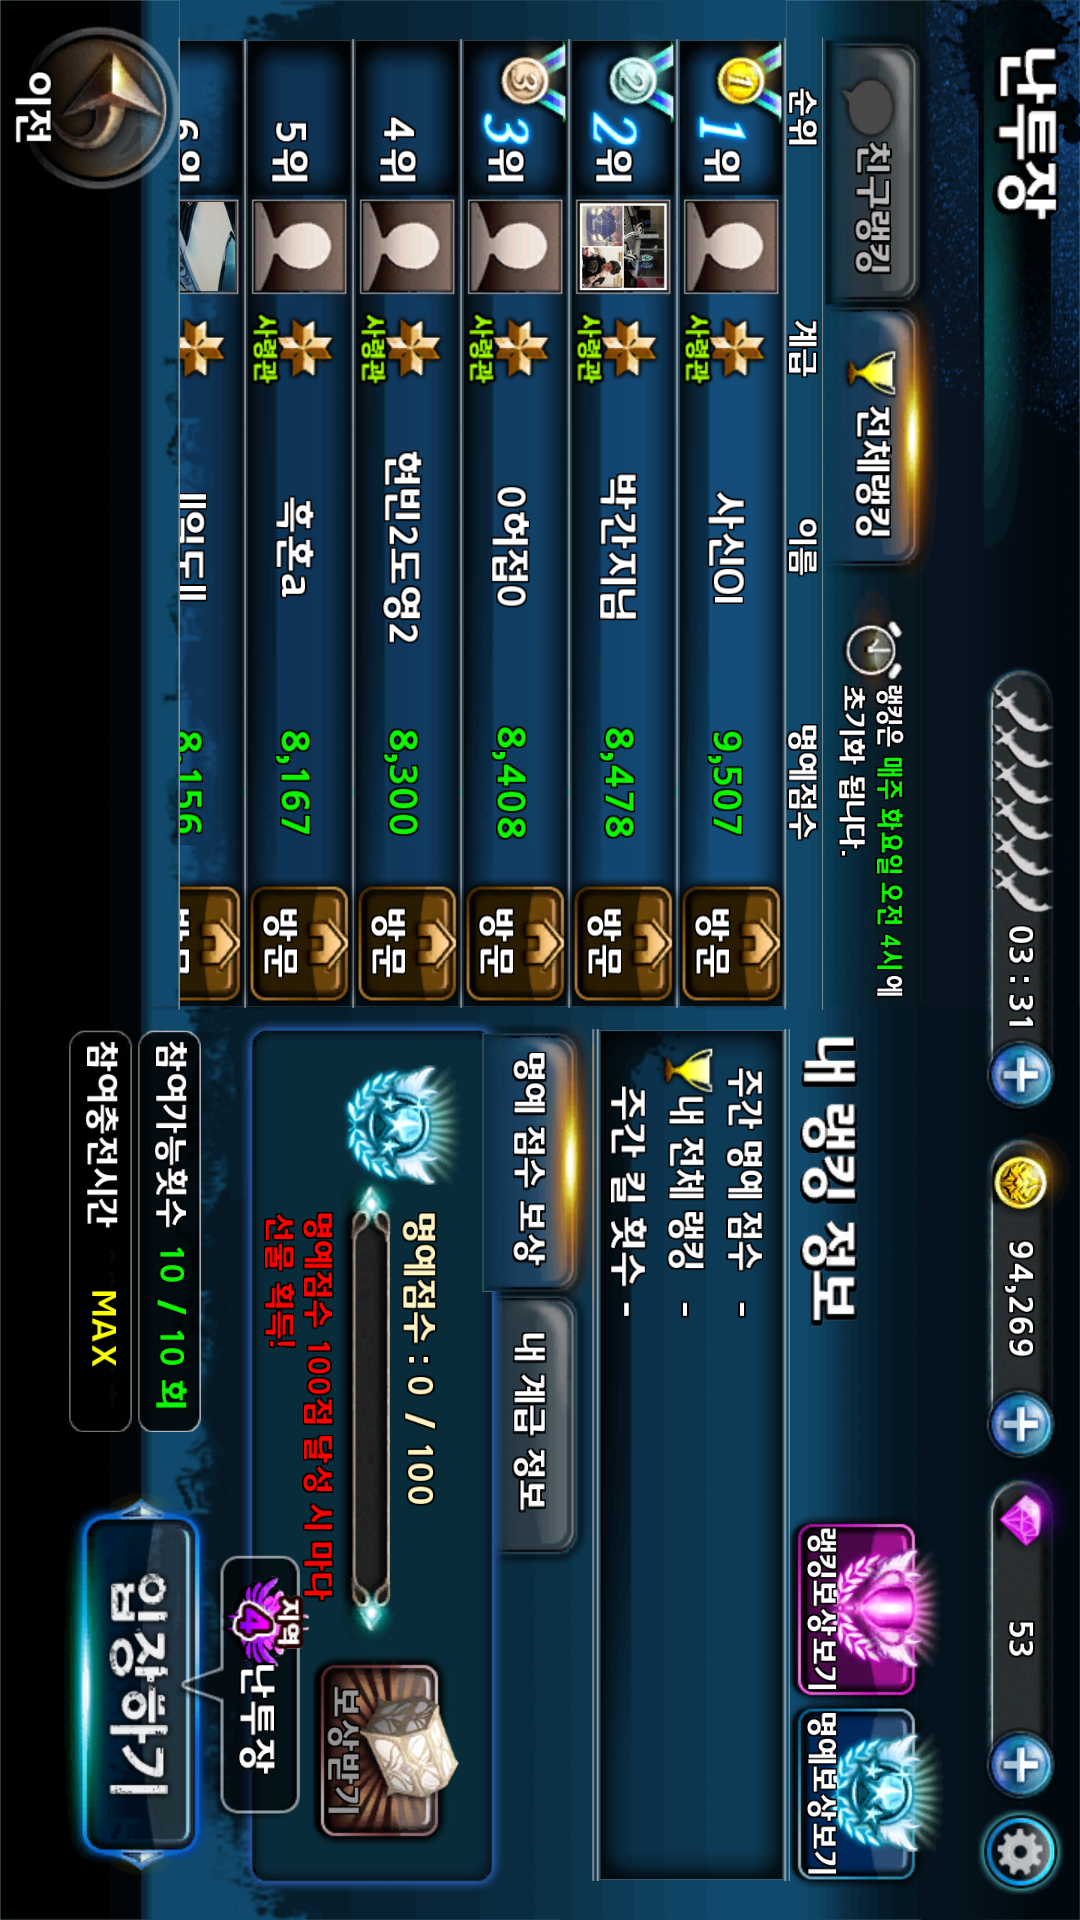 난투장
03 : 31
94,269
53
친구랭킹
전체랭킹
랭킹은 매주 화요일 오전 4시에
초기화 됩니다.
순위 계급 이름 명예점수
1위 사령관 사신이 9,507 방문
2위 사령관 박간지님 8,478 방문
3위 사령관 0허점0 8,408 방문
4위 사령관 현빈2도영2 8,300 방문
5위 사령관 흑혼a 8,167 방문
6위 8,156 방문
이전
내 랭킹 정보
랭킹보상보기
명예보상보기
주간 명예 점수 -
내 전체 랭킹 -
주간 킬 횟수 -
명예 점수 보상
내 계급 정보
명예점수 : 0 / 100
명예점수 100점 달성 시 마다
선물 획득!
보상받기
참여가능횟수 10 / 10 회
참여충전시간 MAX
지역
4 난투장
입장하기